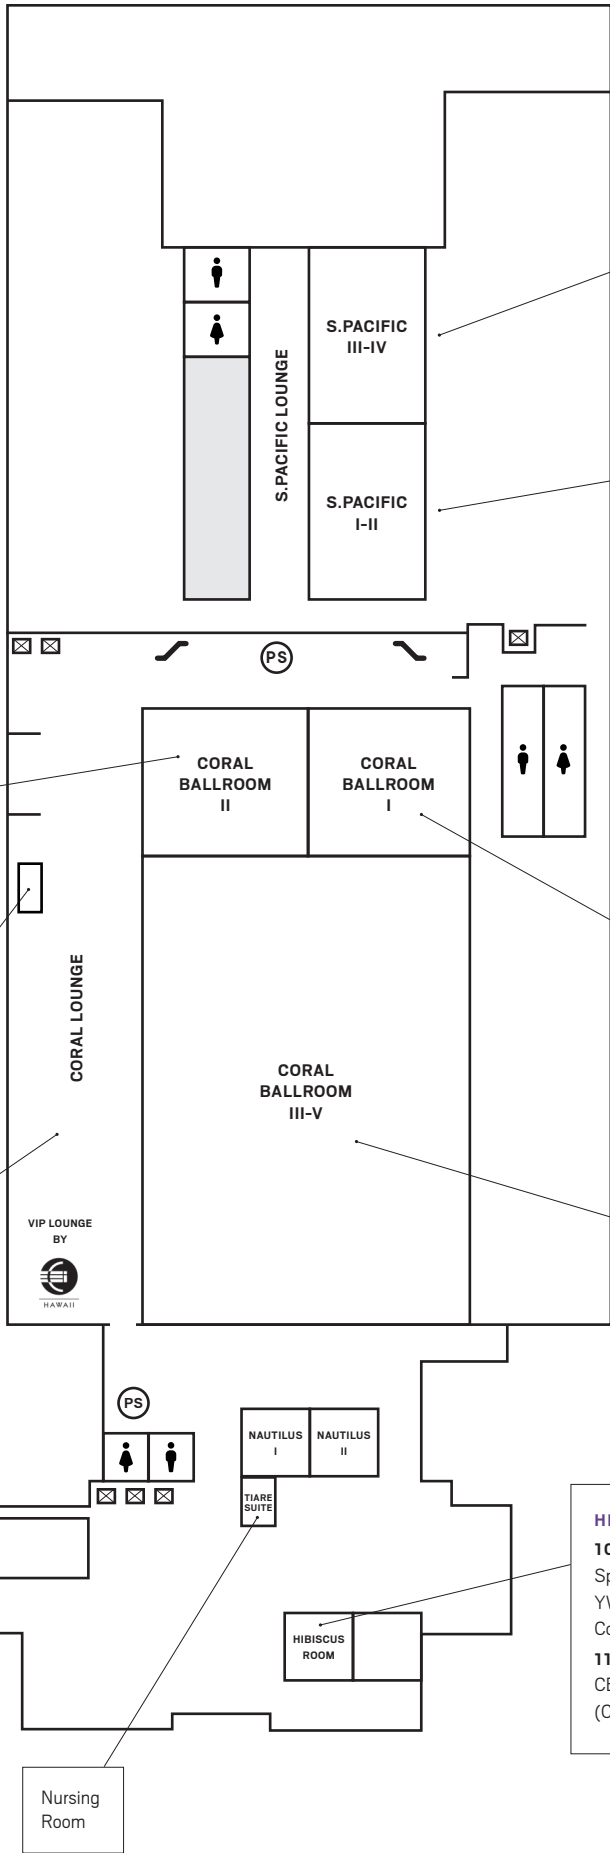 S.PACIFIC
III-IV
S.PACIFIC LOUNGE
S.PACIFIC
I-II
PS
CORAL
BALLROOM
II
CORAL
BALLROOM
I
CORAL LOUNGE
CORAL
BALLROOM
III-V
VIP LOUNGE
BY
HAWAII
PS
NAUTILUS
I
NAUTILUS
II
TIARE
SUITE
HIBISCUS
ROOM
Nursing
Room